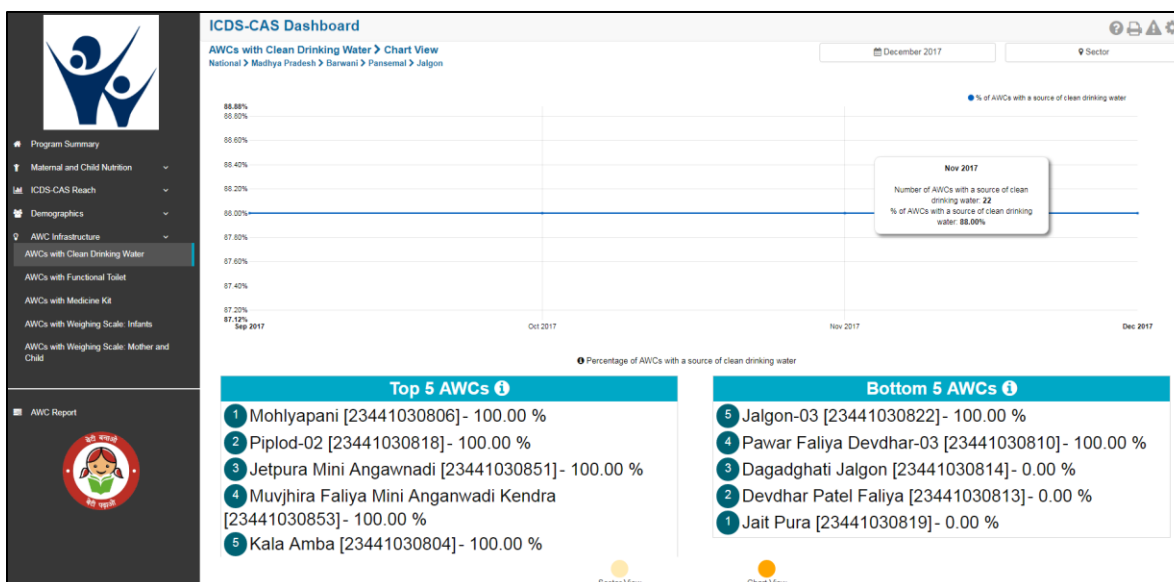 ICDS-CAS Dashboard
AWCs with Clean Drinking Water > Chart View
National > Madhya Pradesh > Barwani > Pansemal > Jalgon
December 2017
Sector
Program Summary
Maternal and Child Nutrition
ICDS-CAS Reach
Demographics
AWC Infrastructure
AWCs with Clean Drinking Water
AWCs with Functional Toilet
AWCs with Medicine Kit
AWCs with Weighing Scale: Infants
AWCs with Weighing Scale: Mother and
Child
AWC Report
बेटी बचाओ
बेटी पढ़ाओ
% of AWCs with a source of clean drinking water
88.88%
88.80%
88.60%
88.40%
88.20%
88.00%
87.80%
87.60%
87.40%
87.20%
87.12%
Sep 2017
Oct 2017
Nov 2017
Dec 2017
Nov 2017
Number of AWCs with a source of clean
drinking water: 22
% of AWCs with a source of clean drinking
water: 88.00%
Percentage of AWCs with a source of clean drinking water
Top 5 AWCs
1 Mohlyapani [23441030806]- 100.00 %
2 Piplod-02 [23441030818]- 100.00 %
3 Jetpura Mini Angawnadi [23441030851]- 100.00 %
4 Muvjhira Faliya Mini Anganwadi Kendra
[23441030853]- 100.00 %
5 Kala Amba [23441030804]- 100.00 %
Bottom 5 AWCs
5 Jalgon-03 [23441030822]- 100.00 %
4 Pawar Faliya Devdhar-03 [23441030810]- 100.00 %
3 Dagadghati Jalgon [23441030814]- 0.00 %
2 Devdhar Patel Faliya [23441030813]- 0.00 %
1 Jait Pura [23441030819]- 0.00 %